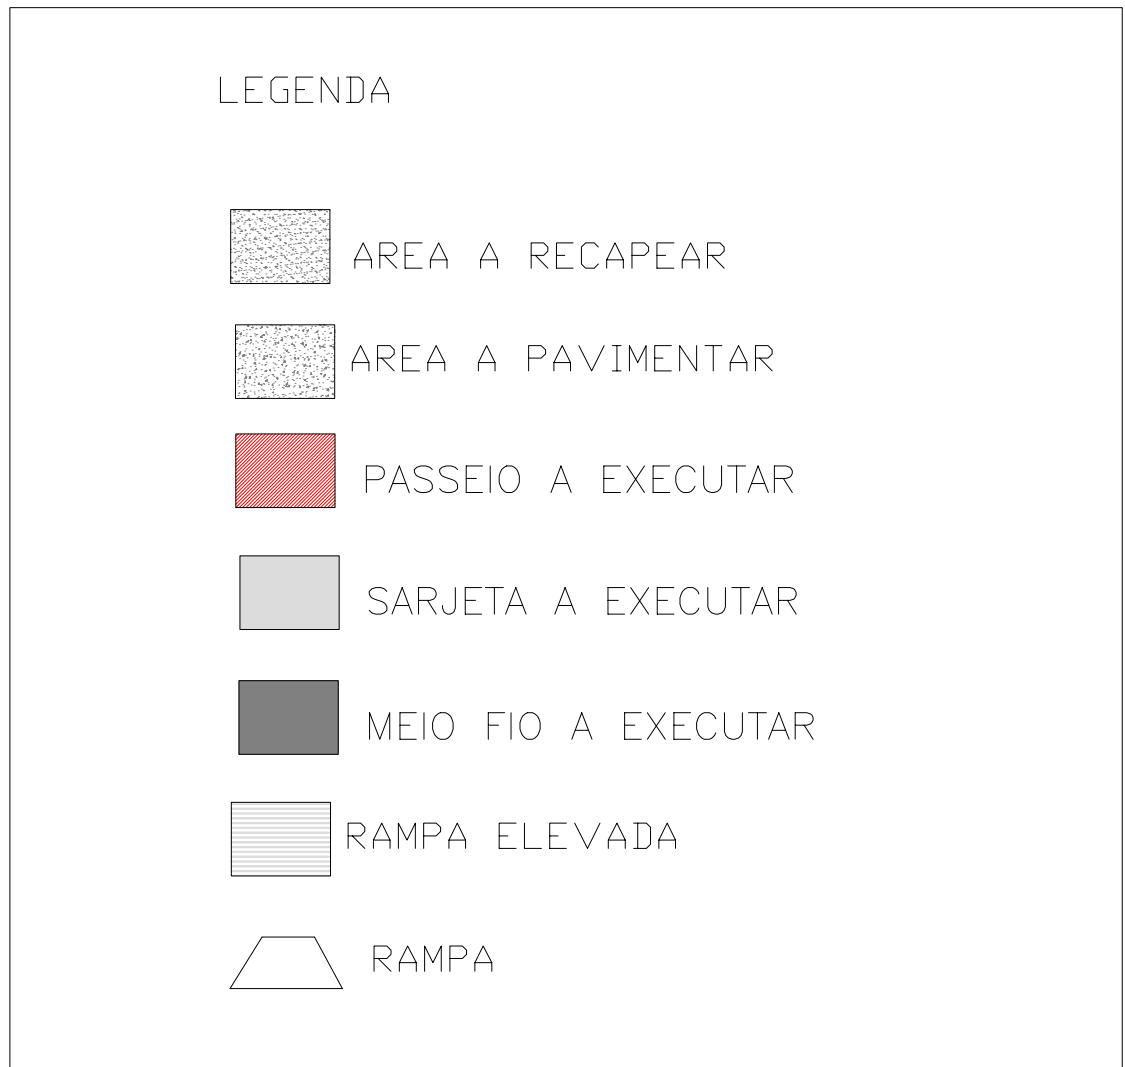 LEGENDA
AREA A RECAPEAR
AREA A PAVIMENTAR
PASSEIO A EXECUTAR
SARJETA A EXECUTAR
MEIO FIO A EXECUTAR
RAMPA ELEVADA
RAMPA